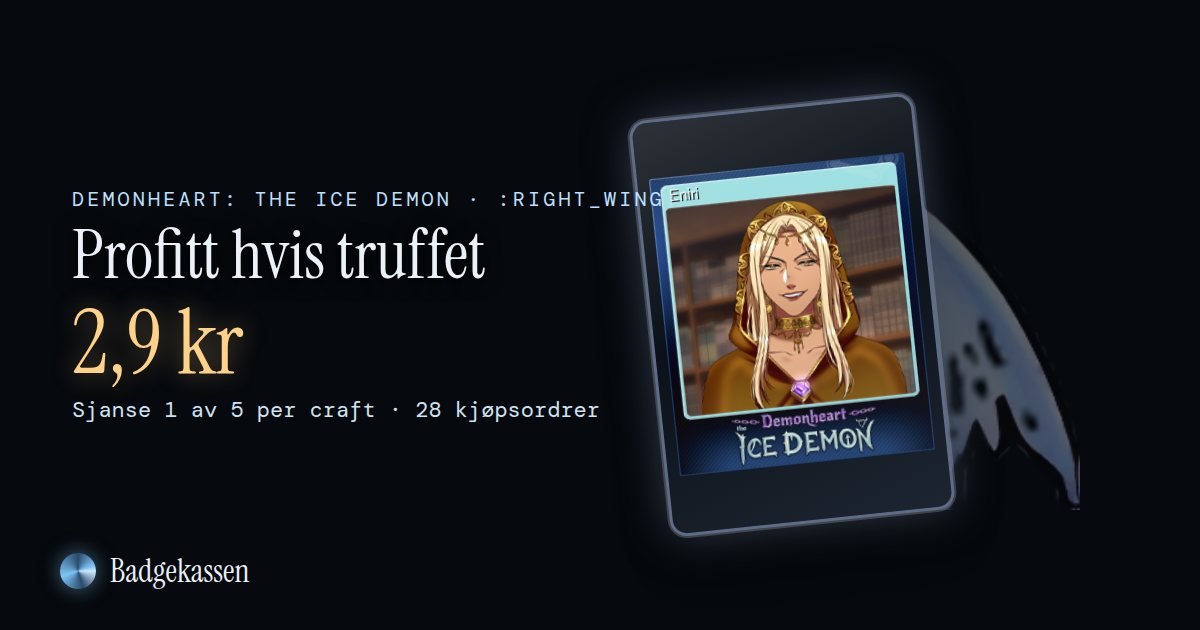 DEMONHEART: THE ICE DEMON · :RIGHT_WING
Profitt hvis truffet
2,9 kr
Sjanse 1 av 5 per craft · 28 kjøpsordrer
Eniri
Demonheart
the
ICE DEMON
Badgekassen